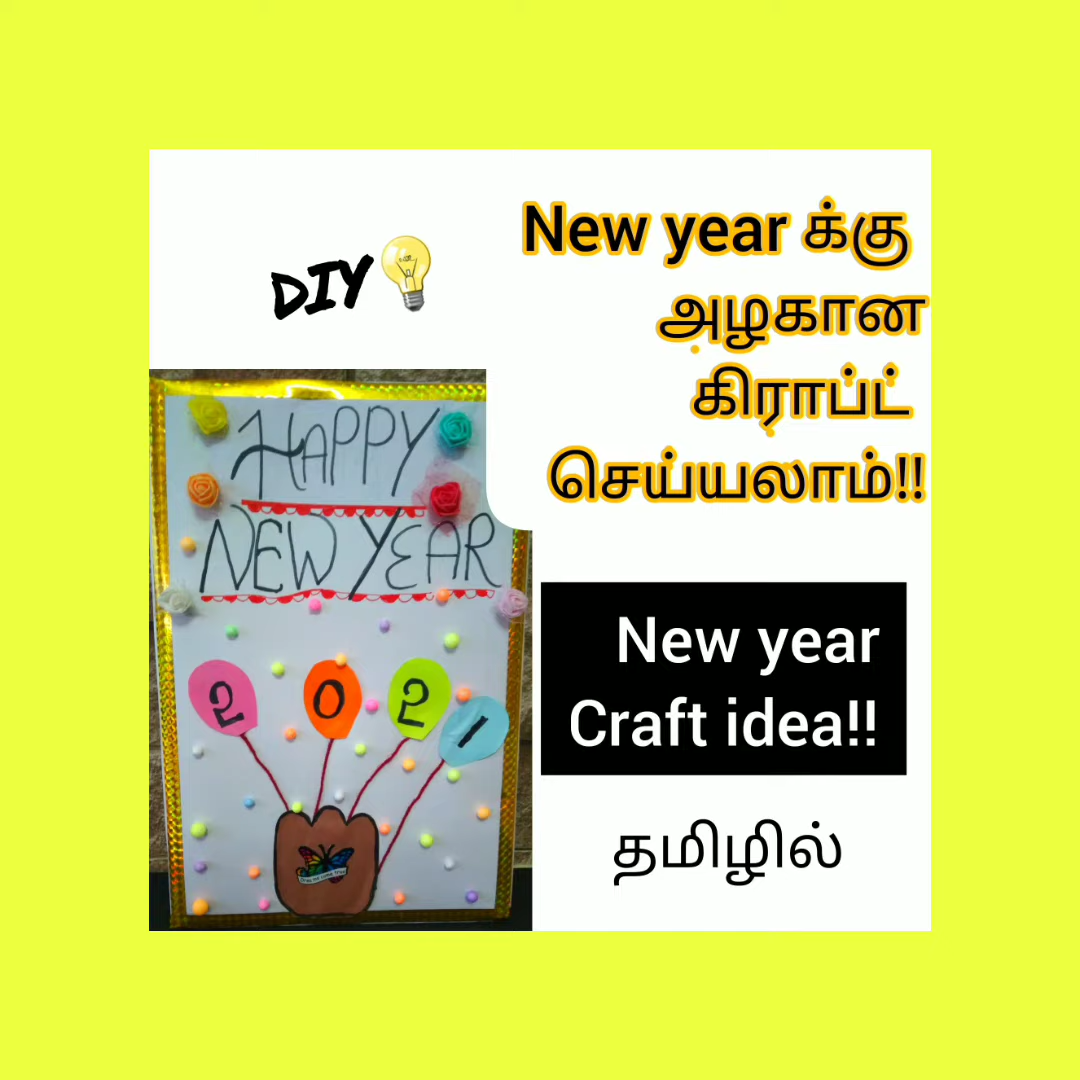 DIY
New year க்கு
அழகான
கிராப்ட்
செய்யலாம்!!
HAPPY
NEW YEAR
2021
New year
Craft idea!!
தமிழில்